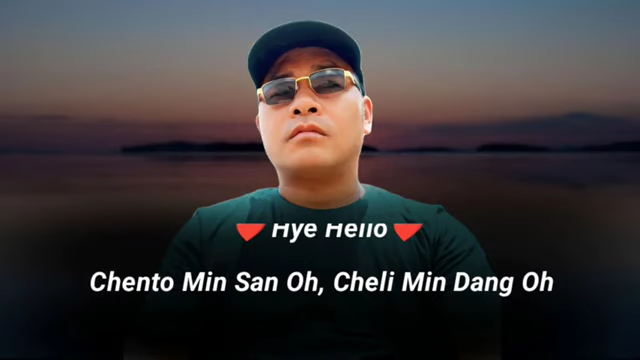 ❤️ Hye Hello ❤️
Chento Min San Oh, Cheli Min Dang Oh